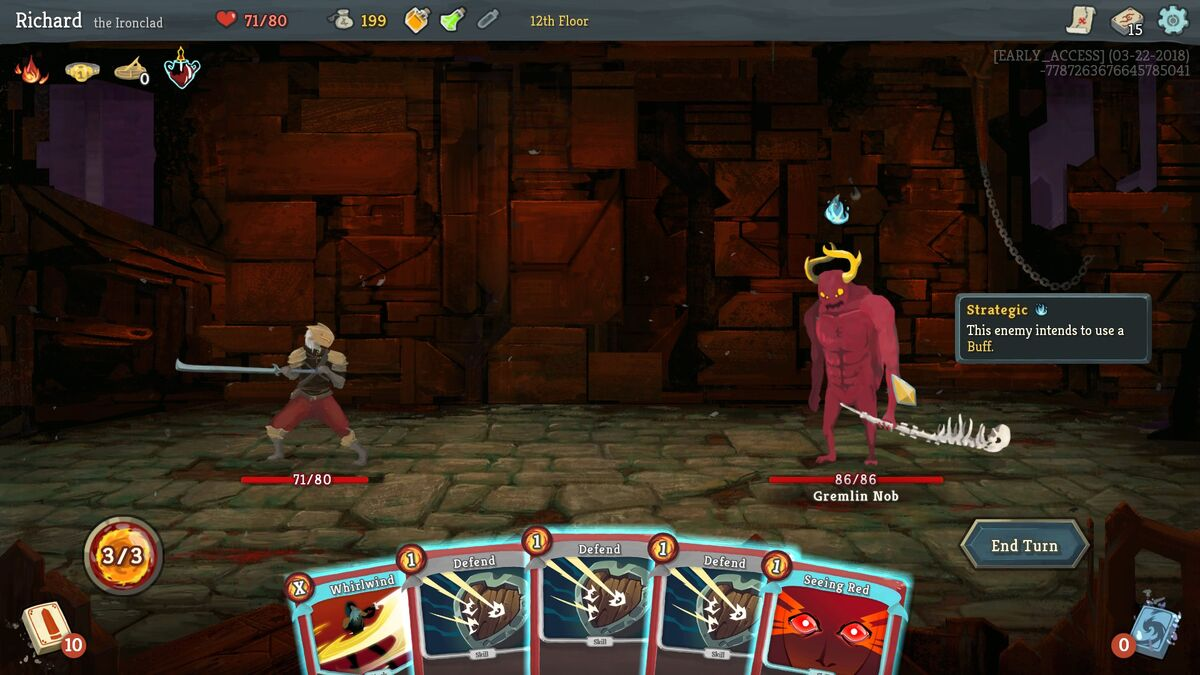 Richard the Ironclad 71/80 199 12th Floor 15
[EARLY_ACCESS] (03-22-2018)
-7787263676645785041
1 0
Strategic
This enemy intends to use a
Buff.
71/80
86/86
Gremlin Nob
3/3
End Turn
X Whirlwind
1 Defend
Skill
1 Defend
Skill
1 Defend
Skill
1 Seeing Red
10
0